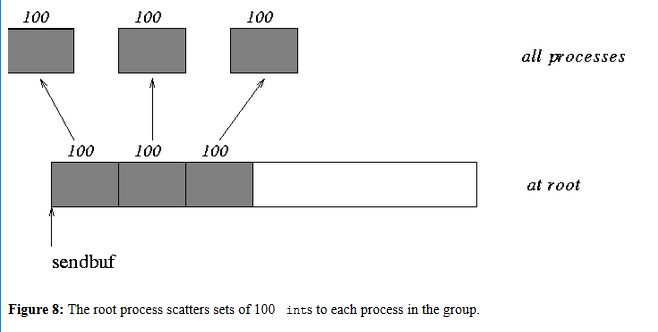 100 100 100
all processes
100 100 100
at root
sendbuf
Figure 8: The root process scatters sets of 100 ints to each process in the group.